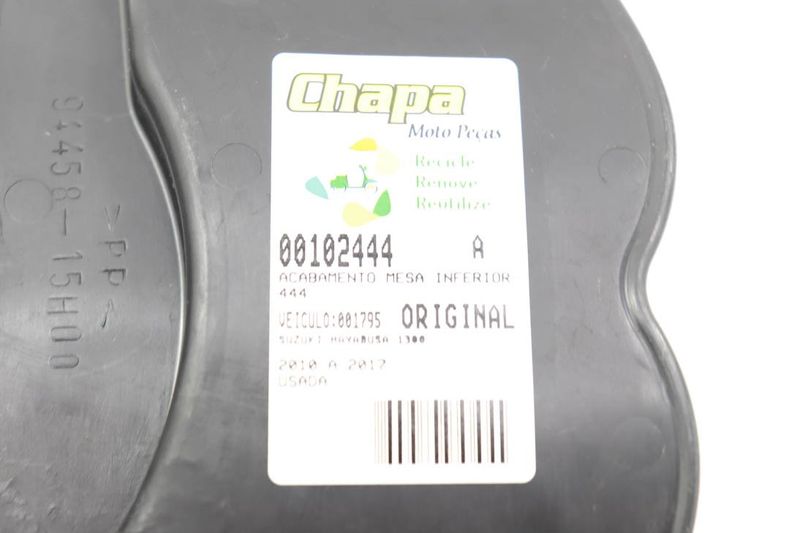 94458-15H00
>PP<
Chapa
Moto Peças
Recicle
Renove
Reutilize
00102444 A
ACABAMENTO MESA INFERIOR
444
VEICULO:001795 ORIGINAL
SUZUKI HAYABUSA 1300
2010 A 2017
USADA